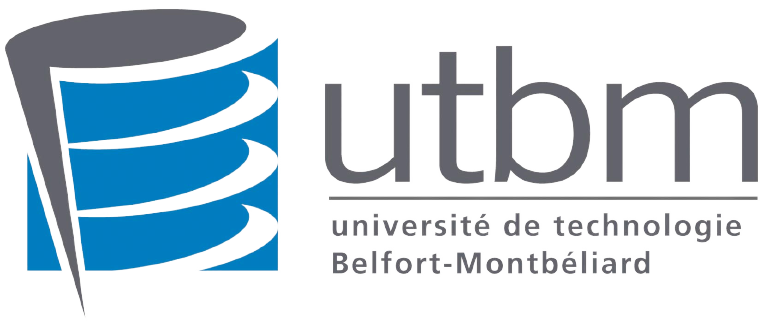 utbm
université de technologie
Belfort-Montbéliard